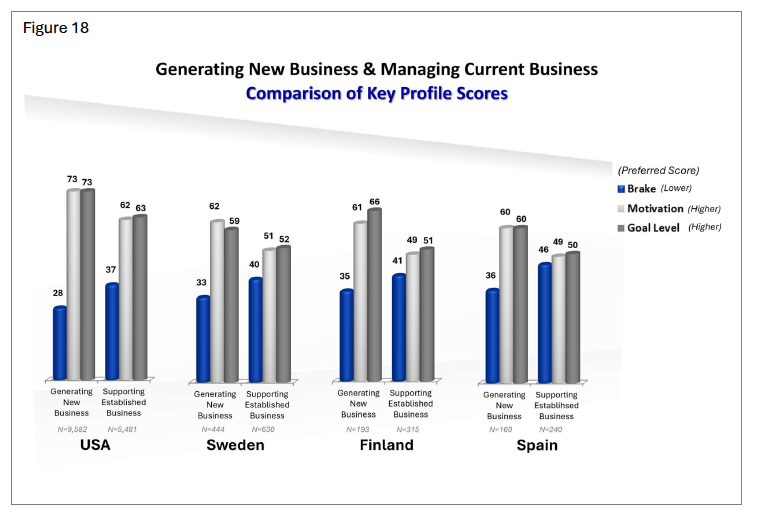 Figure 18
Generating New Business & Managing Current Business
Comparison of Key Profile Scores
(Preferred Score)
Brake (Lower)
Motivation (Higher)
Goal Level (Higher)
73 73
62 63
28
37
62
59
33
40
51 52
61
66
35
41
49 51
60
60
36
46
49
50
Generating
New
Business
N=9,582
Supporting
Established
Business
N=5,481
USA
Generating
New
Business
N=444
Supporting
Established
Business
N=630
Sweden
Generating
New
Business
N=193
Supporting
Established
Business
N=315
Finland
Generating
New
Business
N=160
Supporting
Establihsed
Business
N=240
Spain